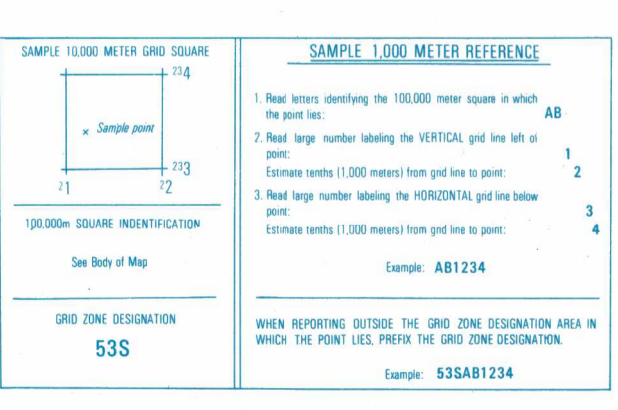 SAMPLE 10,000 METER GRID SQUARE
234
Sample point
233
21
22
100,000m SQUARE INDENTIFICATION
See Body of Map
GRID ZONE DESIGNATION
53S
SAMPLE 1,000 METER REFERENCE
1. Read letters identifying the 100,000 meter square in which
the point lies: AB
2. Read large number labeling the VERTICAL grid line left of
point: 1
Estimate tenths (1,000 meters) from grid line to point: 2
3. Read large number labeling the HORIZONTAL grid line below
point: 3
Estimate tenths (1,000 meters) from grid line to point: 4
Example: AB1234
WHEN REPORTING OUTSIDE THE GRID ZONE DESIGNATION AREA IN
WHICH THE POINT LIES, PREFIX THE GRID ZONE DESIGNATION.
Example: 53SAB1234